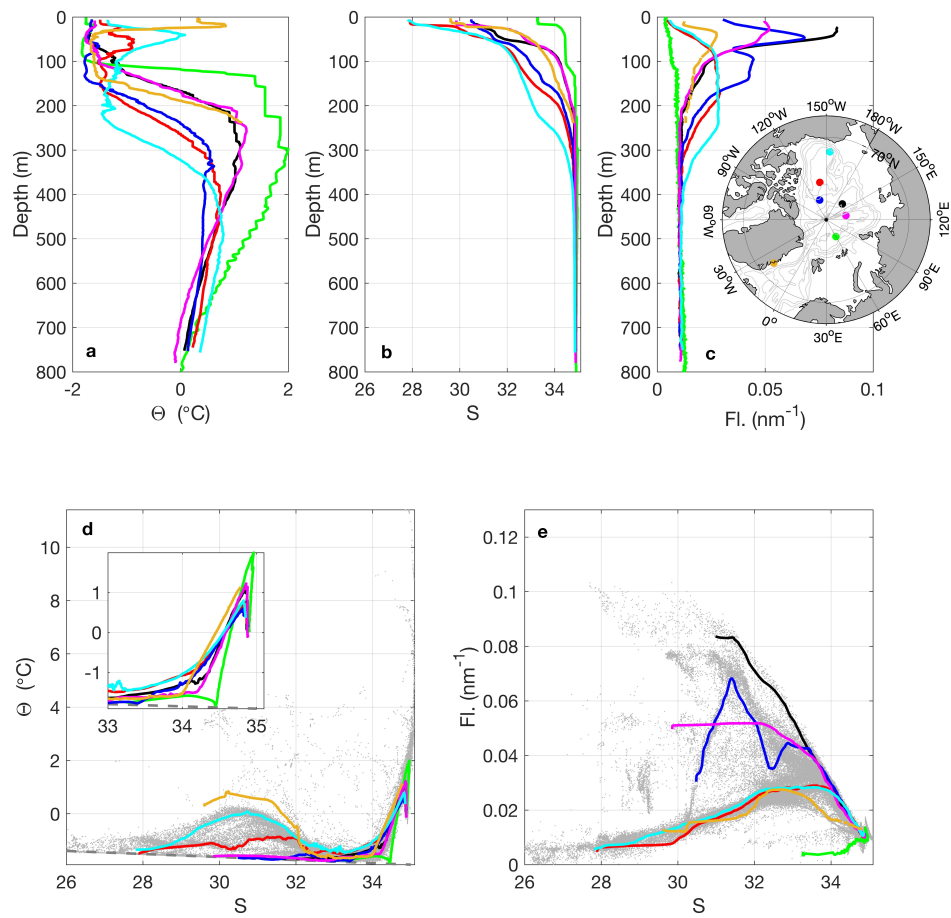 0
100
200
300
400
500
600
700
800
Depth (m)
-2
0
2
Θ (°C)
a
0
100
200
300
400
500
600
700
800
Depth (m)
26
28
30
32
34
S
b
0
100
200
300
400
500
600
700
800
Depth (m)
0
0.05
0.1
Fl. (nm-1)
c
150°W
180°W
120°W
150°E
90°W
70°N
120°E
60°W
90°E
30°W
60°E
0°
30°E
10
8
6
4
2
0
Θ (°C)
26
28
30
32
34
S
d
1
0
-1
33
34
35
0.12
0.1
0.08
0.06
0.04
0.02
0
Fl. (nm-1)
26
28
30
32
34
S
e